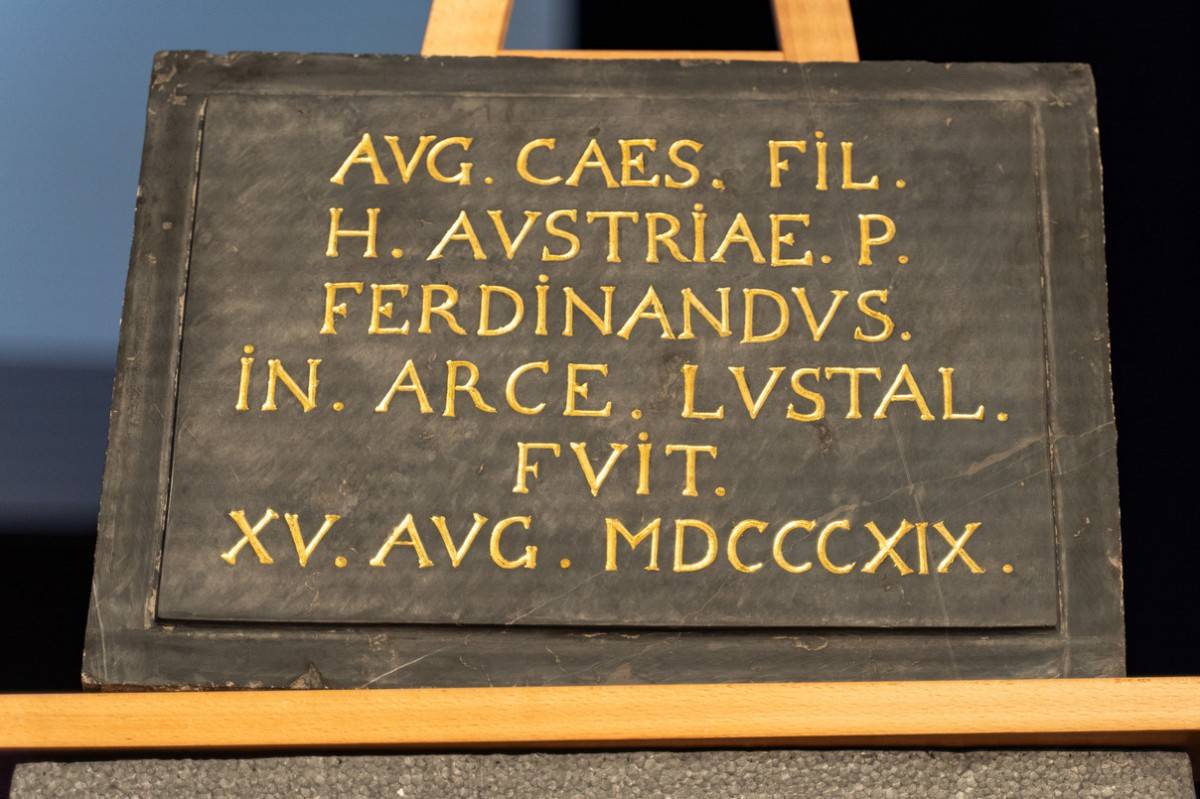 AVG. CAES. FIL.
H. AVSTRIAE. P.
FERDINANDVS.
IN. ARCE. LVSTAL.
FVIT.
XV. AVG. MDCCCXIX.